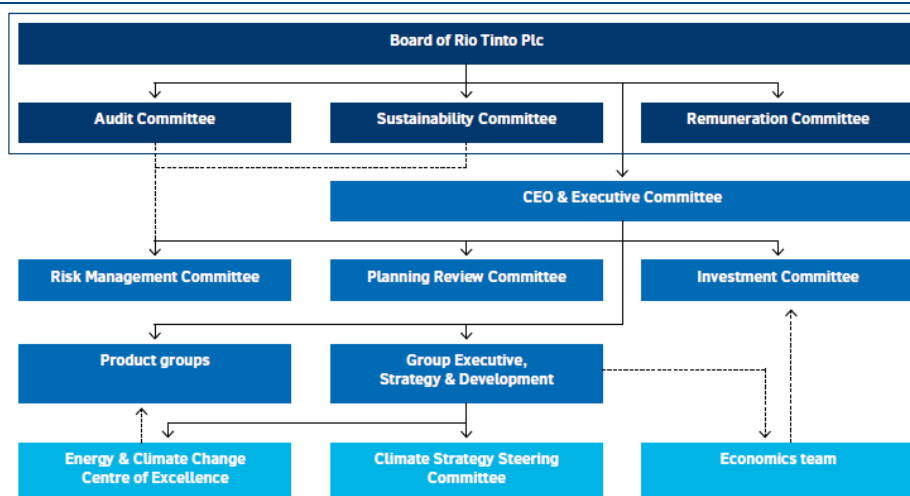 Board of Rio Tinto Plc
Audit Committee
Sustainability Committee
Remuneration Committee
CEO & Executive Committee
Risk Management Committee
Planning Review Committee
Investment Committee
Product groups
Group Executive,
Strategy & Development
Energy & Climate Change
Centre of Excellence
Climate Strategy Steering
Committee
Economics team